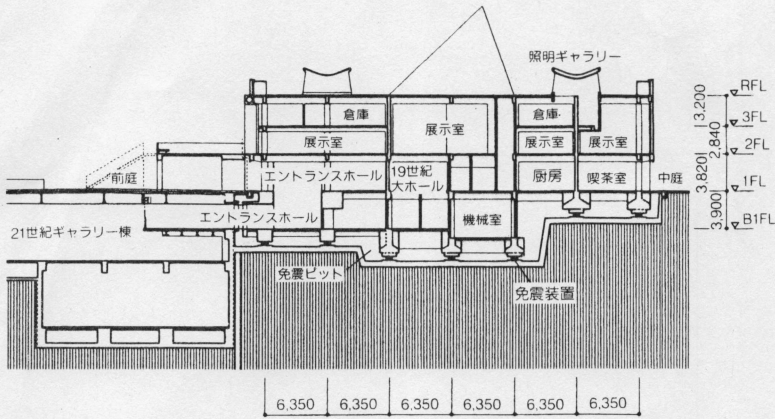 照明ギャラリー
RFL
3,200
倉庫
展示室
倉庫
3FL
2,840
展示室
展示室
展示室
2FL
3,820
前庭
エントランスホール
19世紀
大ホール
厨房
喫茶室
中庭
1FL
3,900
エントランスホール
機械室
21世紀ギャラリー棟
B1FL
免震ピット
免震装置
6,350
6,350
6,350
6,350
6,350
6,350